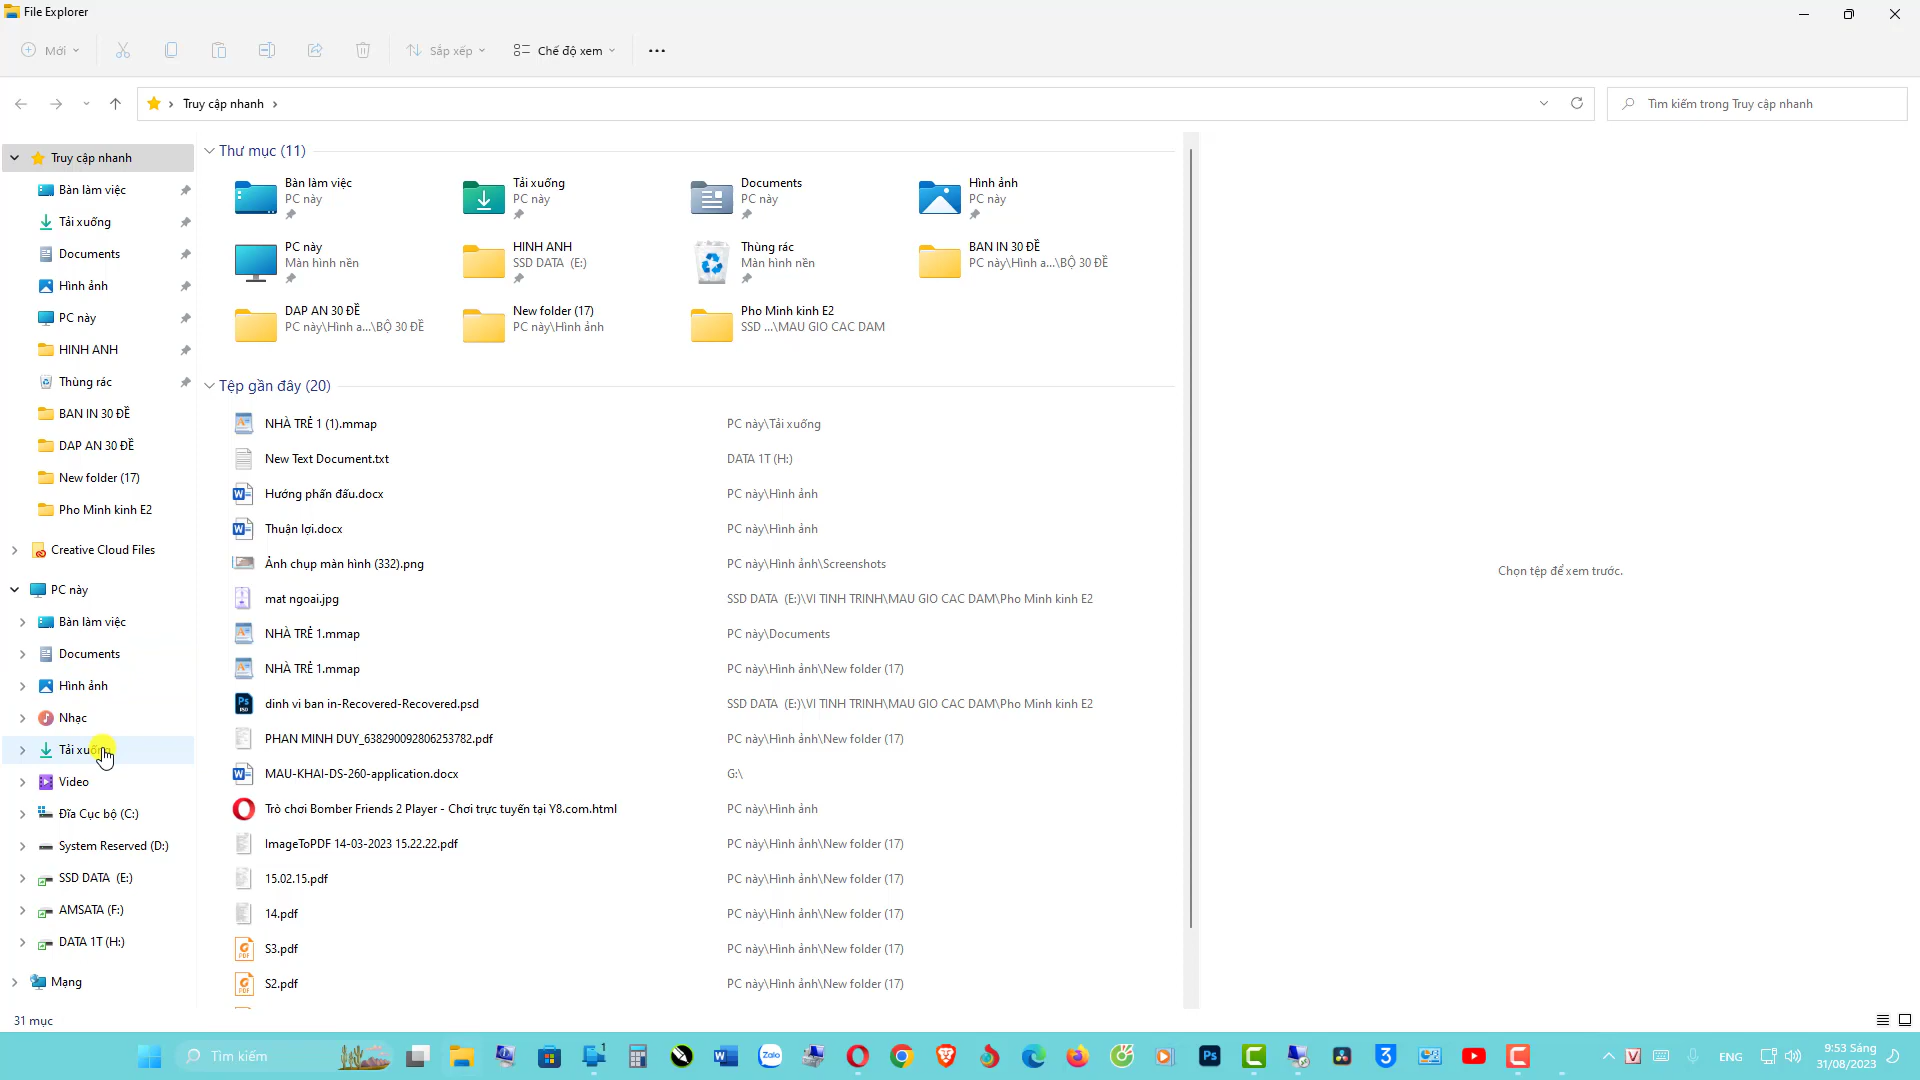 File Explorer
Mới
Sắp xếp
Chế độ xem
Truy cập nhanh
Tìm kiếm trong Truy cập nhanh
Truy cập nhanh
Bàn làm việc
Tải xuống
Documents
Hình ảnh
PC này
HINH ANH
Thùng rác
BAN IN 30 ĐỀ
DAP AN 30 ĐỀ
New folder (17)
Pho Minh kinh E2
Creative Cloud Files
PC này
Bàn làm việc
Documents
Hình ảnh
Nhạc
Tải xuống
Video
Đĩa Cục bộ (C:)
System Reserved (D:)
SSD DATA  (E:)
AMSATA (F:)
DATA 1T (H:)
Mạng
31 mục
Thư mục (11)
Bàn làm việc
PC này
Tải xuống
PC này
Documents
PC này
Hình ảnh
PC này
PC này
Màn hình nền
HINH ANH
SSD DATA  (E:)
Thùng rác
Màn hình nền
BAN IN 30 ĐỀ
PC này\Hình a...\BỘ 30 ĐỀ
DAP AN 30 ĐỀ
PC này\Hình a...\BỘ 30 ĐỀ
New folder (17)
PC này\Hình ảnh
Pho Minh kinh E2
SSD ...\MAU GIO CAC DAM
Tệp gần đây (20)
NHÀ TRẺ 1 (1).mmap PC này\Tải xuống
New Text Document.txt DATA 1T (H:)
Hướng phấn đấu.docx PC này\Hình ảnh
Thuận lợi.docx PC này\Hình ảnh
Ảnh chụp màn hình (332).png PC này\Hình ảnh\Screenshots
mat ngoai.jpg SSD DATA  (E:)\VI TINH TRINH\MAU GIO CAC DAM\Pho Minh kinh E2
NHÀ TRẺ 1.mmap PC này\Documents
NHÀ TRẺ 1.mmap PC này\Hình ảnh\New folder (17)
dinh vi ban in-Recovered-Recovered.psd SSD DATA  (E:)\VI TINH TRINH\MAU GIO CAC DAM\Pho Minh kinh E2
PHAN MINH DUY_638290092806253782.pdf PC này\Hình ảnh\New folder (17)
MAU-KHAI-DS-260-application.docx G:\
Trò chơi Bomber Friends 2 Player - Chơi trực tuyến tại Y8.com.html PC này\Hình ảnh
ImageToPDF 14-03-2023 15.22.22.pdf PC này\Hình ảnh\New folder (17)
15.02.15.pdf PC này\Hình ảnh\New folder (17)
14.pdf PC này\Hình ảnh\New folder (17)
S3.pdf PC này\Hình ảnh\New folder (17)
S2.pdf PC này\Hình ảnh\New folder (17)
Chọn tệp để xem trước.
Tìm kiếm
Zalo
ENG
9:53 Sáng
31/08/2023